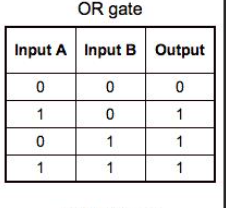 OR gate
Input A Input B Output
0 0 0
1 0 1
0 1 1
1 1 1